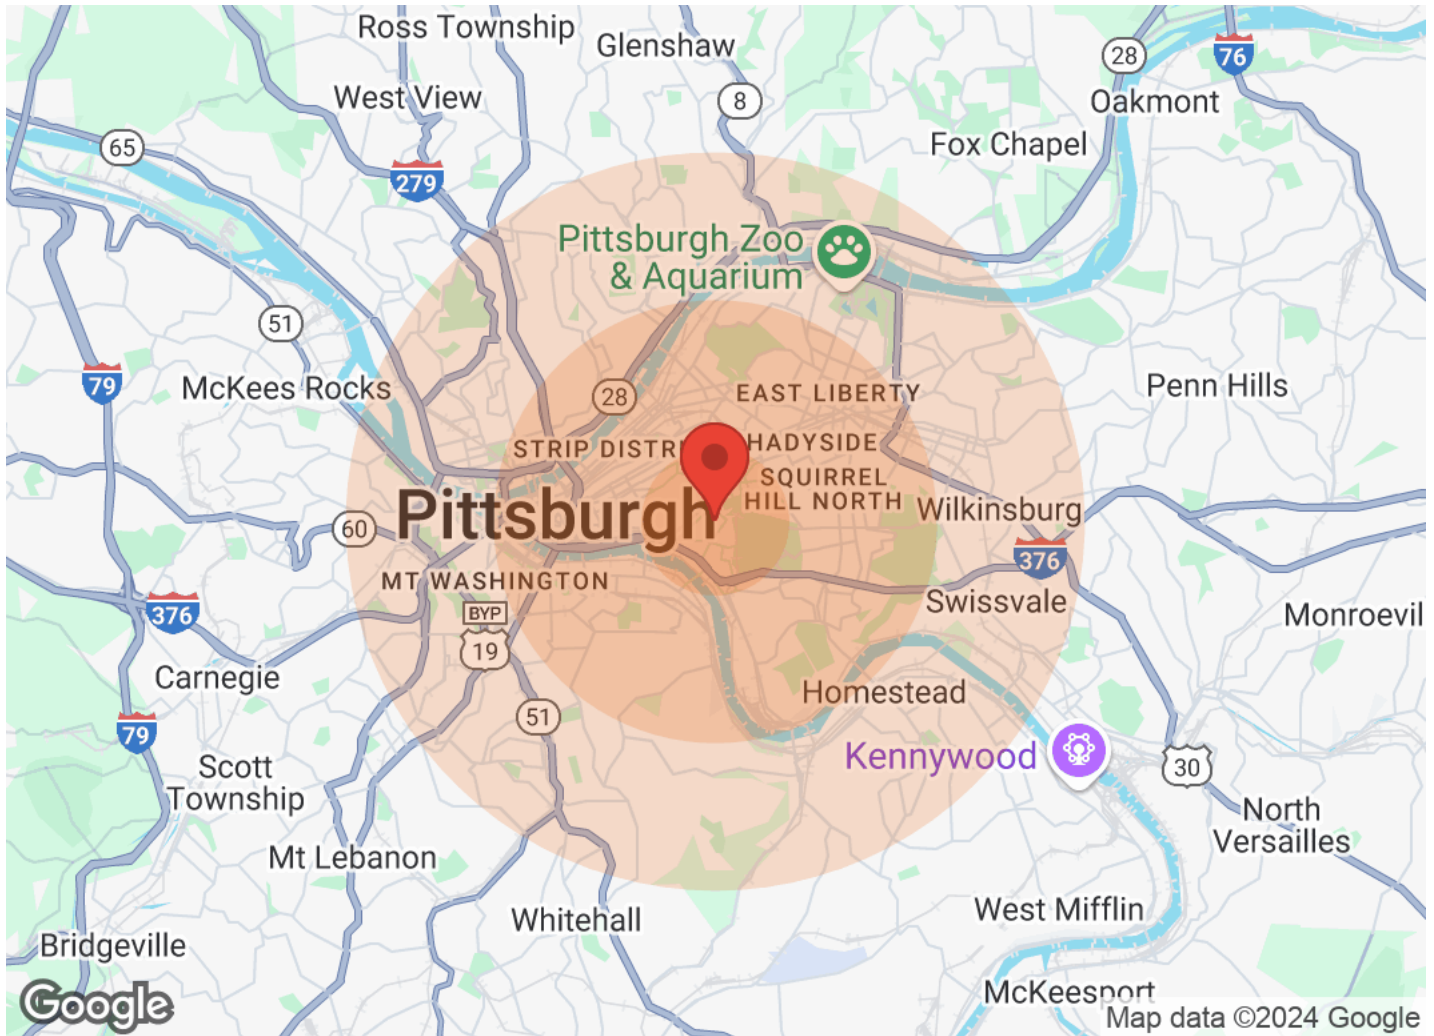 Ross Township
Glenshaw
28
76
West View
8
Oakmont
65
Fox Chapel
279
Pittsburgh Zoo
& Aquarium
51
79
McKees Rocks
28
EAST LIBERTY
Penn Hills
STRIP DISTRI
HADYSIDE
SQUIRREL
HILL NORTH
Pittsburgh
Wilkinsburg
60
376
MT WASHINGTON
Swissvale
376
BYP
19
Monroevil
Carnegie
Homestead
51
79
Kennywood
30
Scott
Township
North
Versailles
Mt Lebanon
Whitehall
West Mifflin
Bridgeville
McKeesport
Google
Map data ©2024 Google